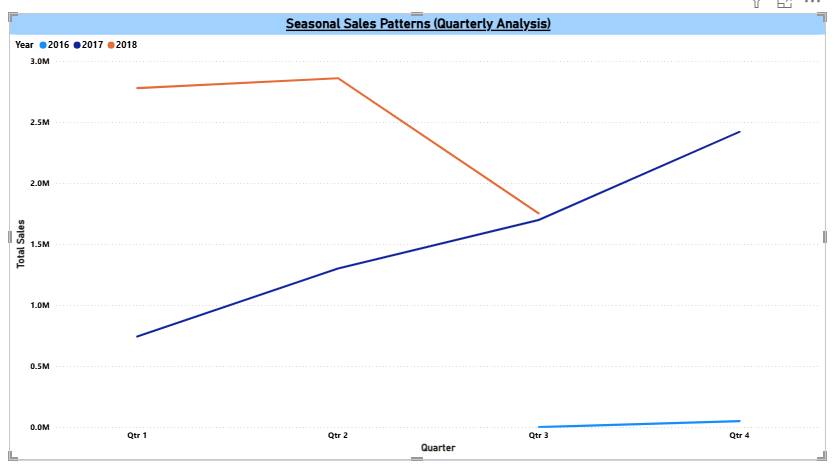 Seasonal Sales Patterns (Quarterly Analysis)
Year 2016 2017 2018
3.0M
2.5M
2.0M
1.5M
1.0M
0.5M
0.0M
Total Sales
Qtr 1 Qtr 2 Qtr 3 Qtr 4
Quarter